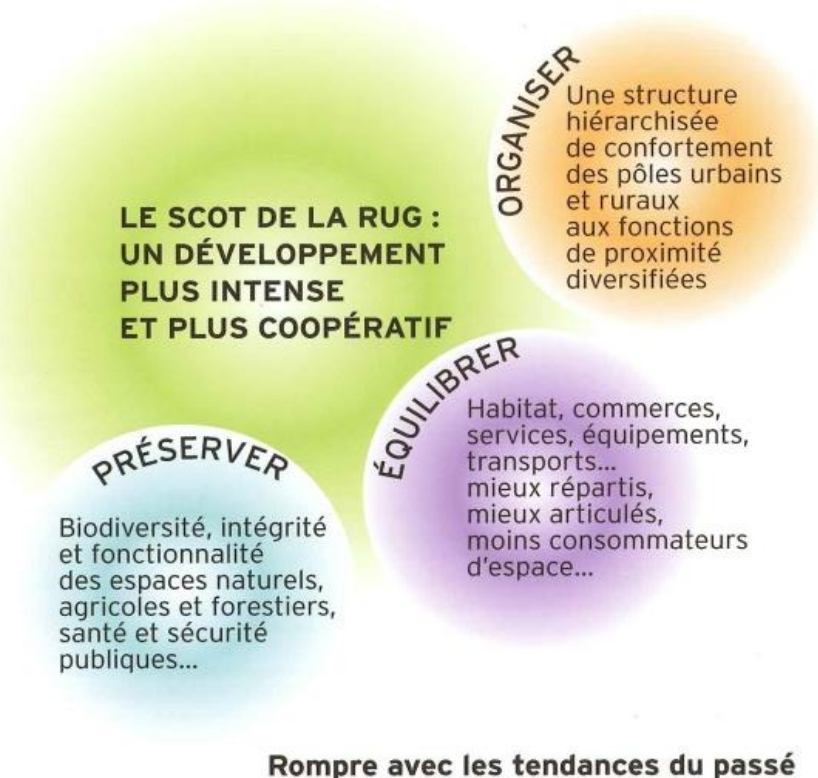 LE SCOT DE LA RUG :
UN DÉVELOPPEMENT
PLUS INTENSE
ET PLUS COOPÉRATIF
ORGANISER
Une structure
hiérarchisée
de confortement
des pôles urbains
et ruraux
aux fonctions
de proximité
diversifiées
ÉQUILIBRER
Habitat, commerces,
services, équipements,
transports...
mieux répartis,
mieux articulés,
moins consommateurs
d'espace...
PRÉSERVER
Biodiversité, intégrité
et fonctionnalité
des espaces naturels,
agricoles et forestiers,
santé et sécurité
publiques...
Rompre avec les tendances du passé